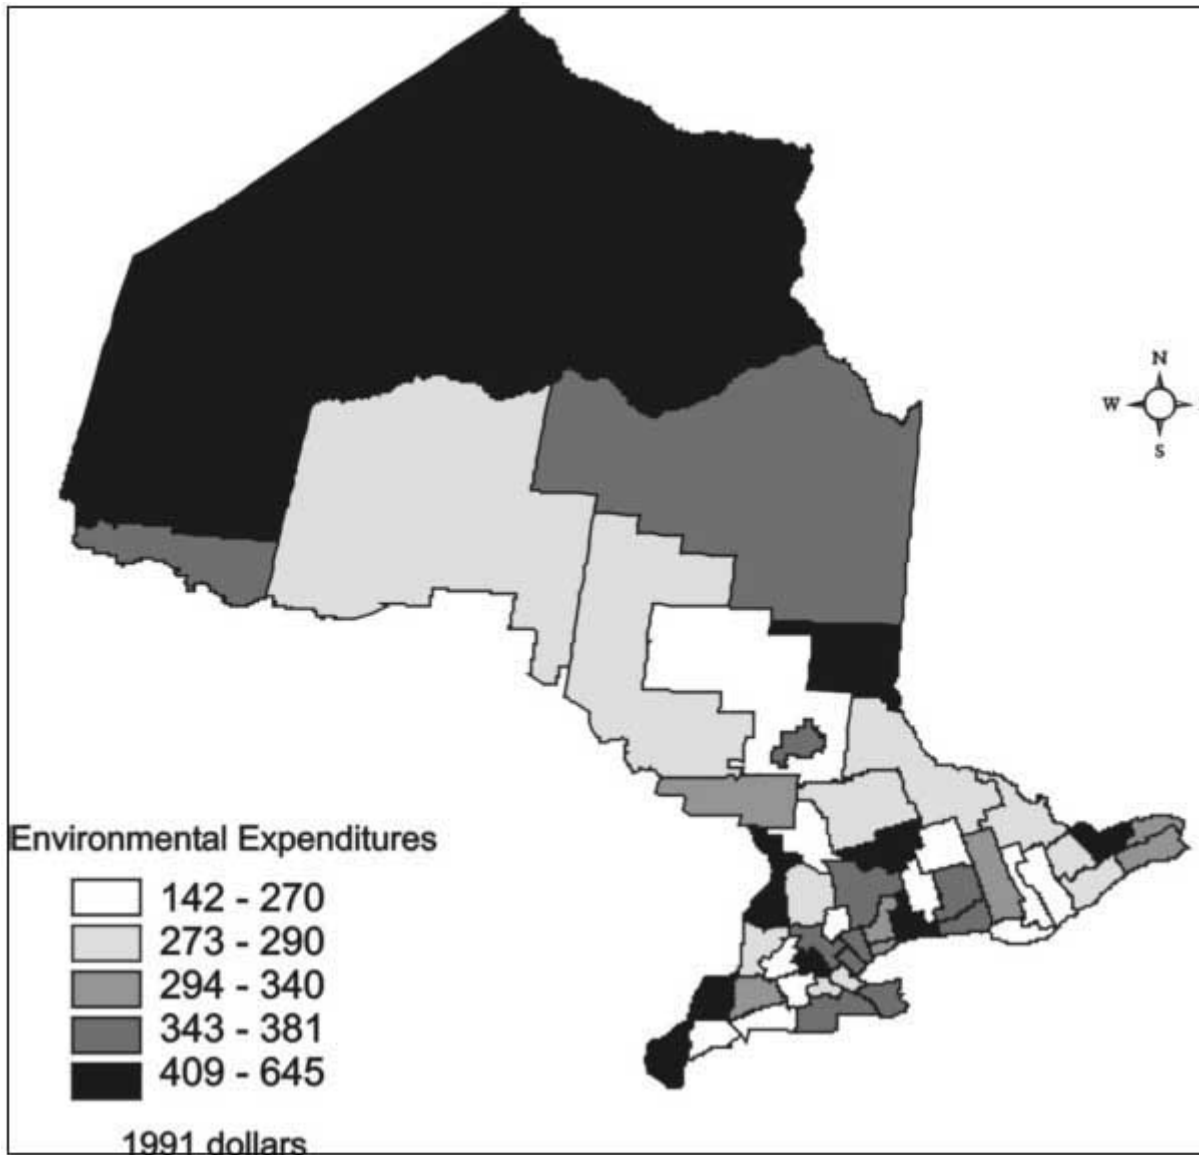 N
W
S
Environmental Expenditures
142 - 270
273 - 290
294 - 340
343 - 381
409 - 645
1991 dollars